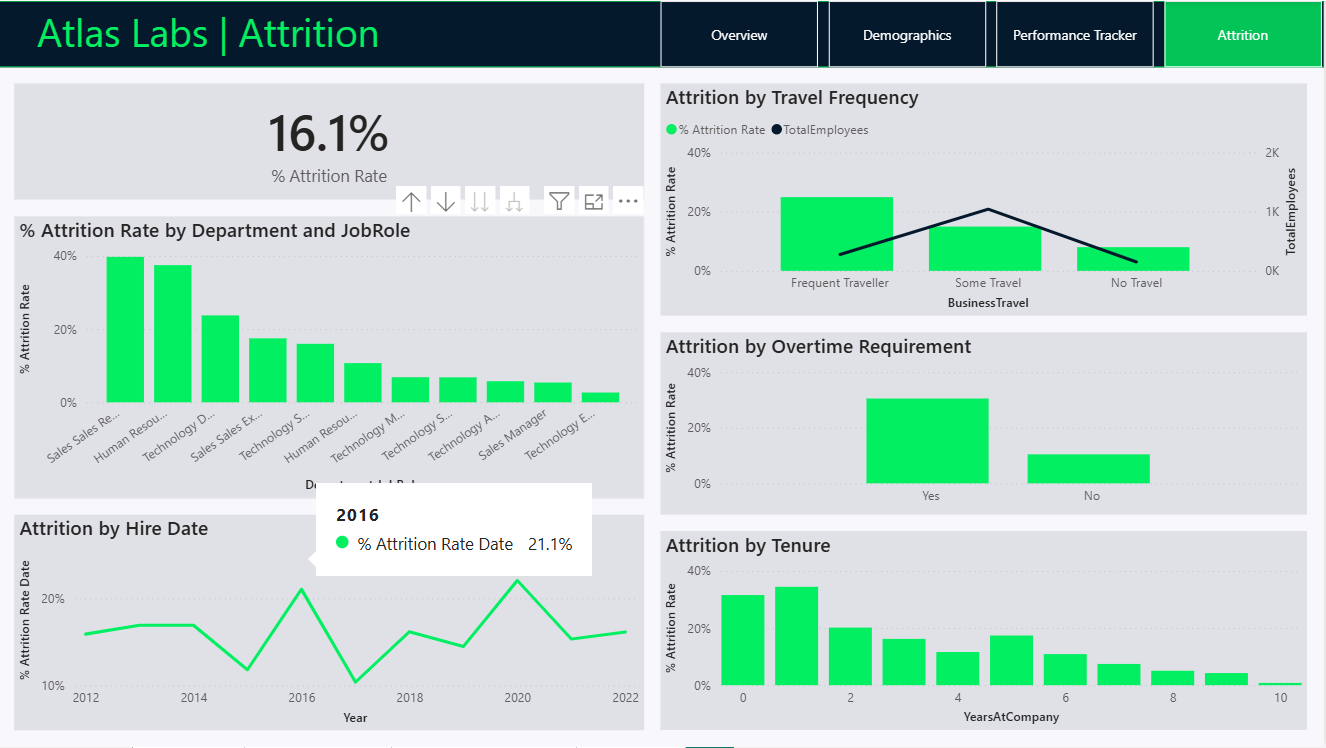 Atlas Labs | Attrition
Overview
Demographics
Performance Tracker
Attrition
16.1%
% Attrition Rate
% Attrition Rate by Department and JobRole
% Attrition Rate
40%
20%
0%
Sales Sales Re...
Human Resou...
Technology D...
Sales Sales Ex...
Technology S...
Human Resou...
Technology M...
Technology S...
Technology A...
Sales Manager
Technology E...
Attrition by Hire Date
2016
% Attrition Rate Date 21.1%
% Attrition Rate Date
20%
10%
2012 2014 2016 2018 2020 2022
Year
Attrition by Travel Frequency
% Attrition Rate TotalEmployees
% Attrition Rate
40%
20%
0%
2K
1K
0K
TotalEmployees
Frequent Traveller Some Travel No Travel
BusinessTravel
Attrition by Overtime Requirement
% Attrition Rate
40%
20%
0%
Yes No
Attrition by Tenure
% Attrition Rate
40%
20%
0%
0 2 4 6 8 10
YearsAtCompany